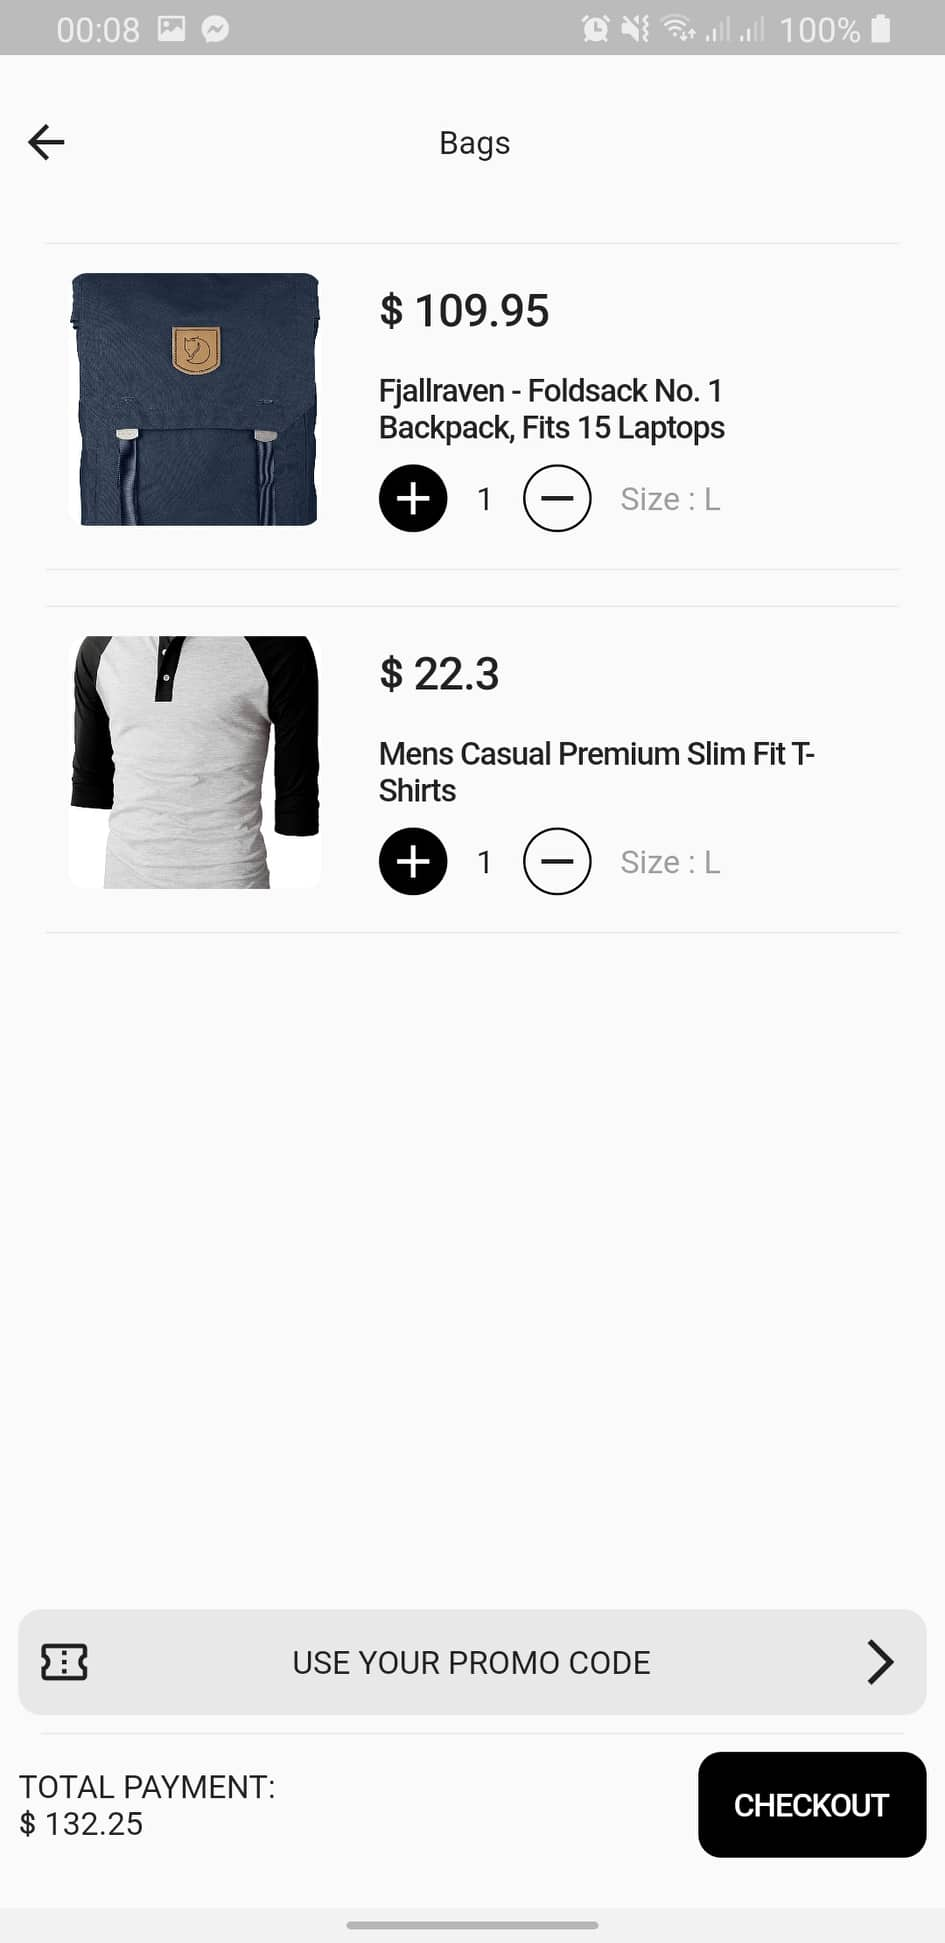 00:08 100%
Bags
$ 109.95
Fjallraven - Foldsack No. 1
Backpack, Fits 15 Laptops
1 Size : L
$ 22.3
Mens Casual Premium Slim Fit T-
Shirts
1 Size : L
USE YOUR PROMO CODE
TOTAL PAYMENT:
$ 132.25
CHECKOUT